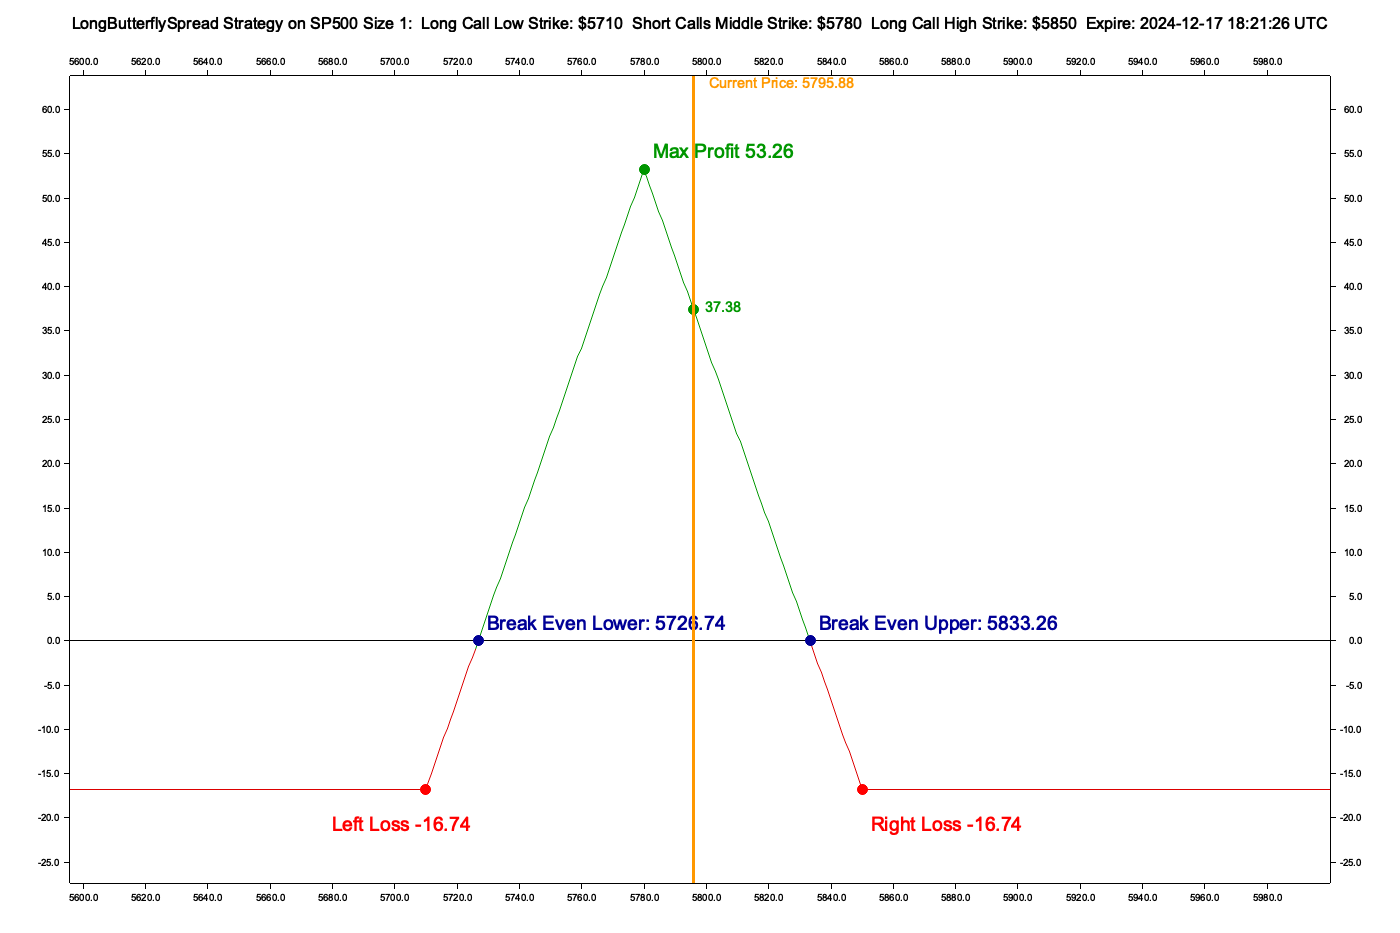 LongButterflySpread Strategy on SP500 Size 1:  Long Call Low Strike: $5710  Short Calls Middle Strike: $5780  Long Call High Strike: $5850  Expire: 2024-12-17 18:21:26 UTC
5600.0 5620.0 5640.0 5660.0 5680.0 5700.0 5720.0 5740.0 5760.0 5780.0 5800.0 5820.0 5840.0 5860.0 5880.0 5900.0 5920.0 5940.0 5960.0 5980.0
Current Price: 5795.88
60.0 60.0
Max Profit 53.26
55.0 55.0
50.0 50.0
45.0 45.0
40.0 40.0
37.38
35.0 35.0
30.0 30.0
25.0 25.0
20.0 20.0
15.0 15.0
10.0 10.0
5.0 5.0
Break Even Lower: 5726.74 Break Even Upper: 5833.26
0.0 0.0
-5.0 -5.0
-10.0 -10.0
-15.0 -15.0
-20.0 -20.0
Left Loss -16.74 Right Loss -16.74
-25.0 -25.0
5600.0 5620.0 5640.0 5660.0 5680.0 5700.0 5720.0 5740.0 5760.0 5780.0 5800.0 5820.0 5840.0 5860.0 5880.0 5900.0 5920.0 5940.0 5960.0 5980.0